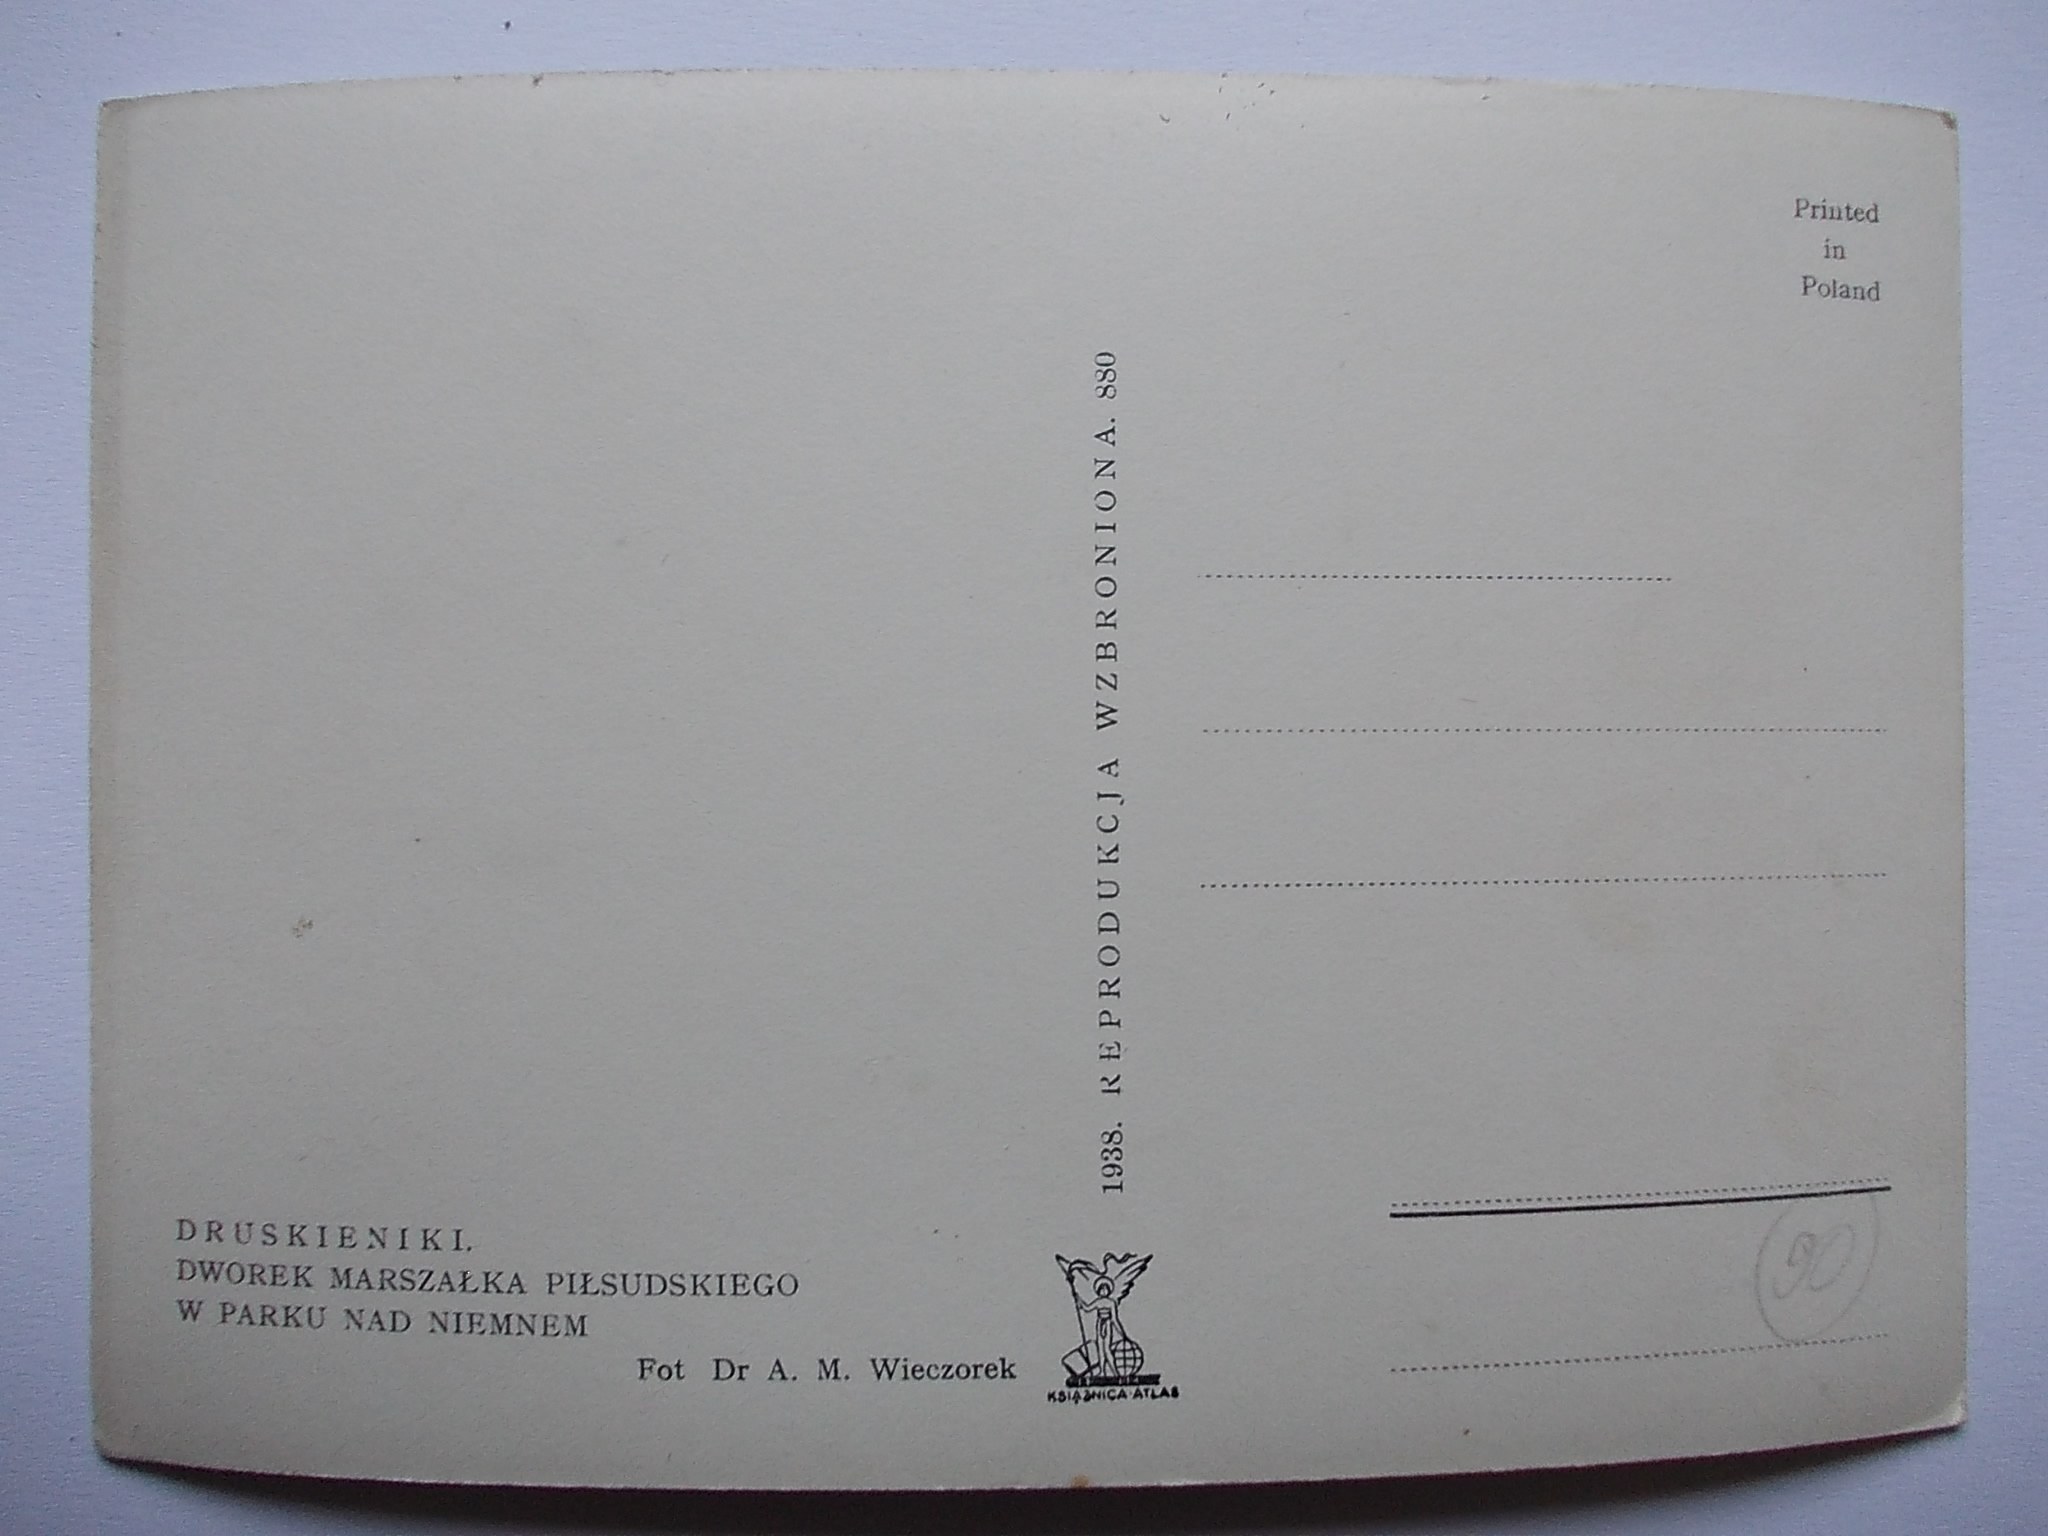 Printed
in
Poland
1938. REPRODUKCJA WZBRONIONA. 880
DRUSKIENIKI.
DWOREK MARSZAŁKA PIŁSUDSKIEGO
W PARKU NAD NIEMNEM
Fot Dr A. M. Wieczorek
KSIĄŻNICA-ATLAS
90